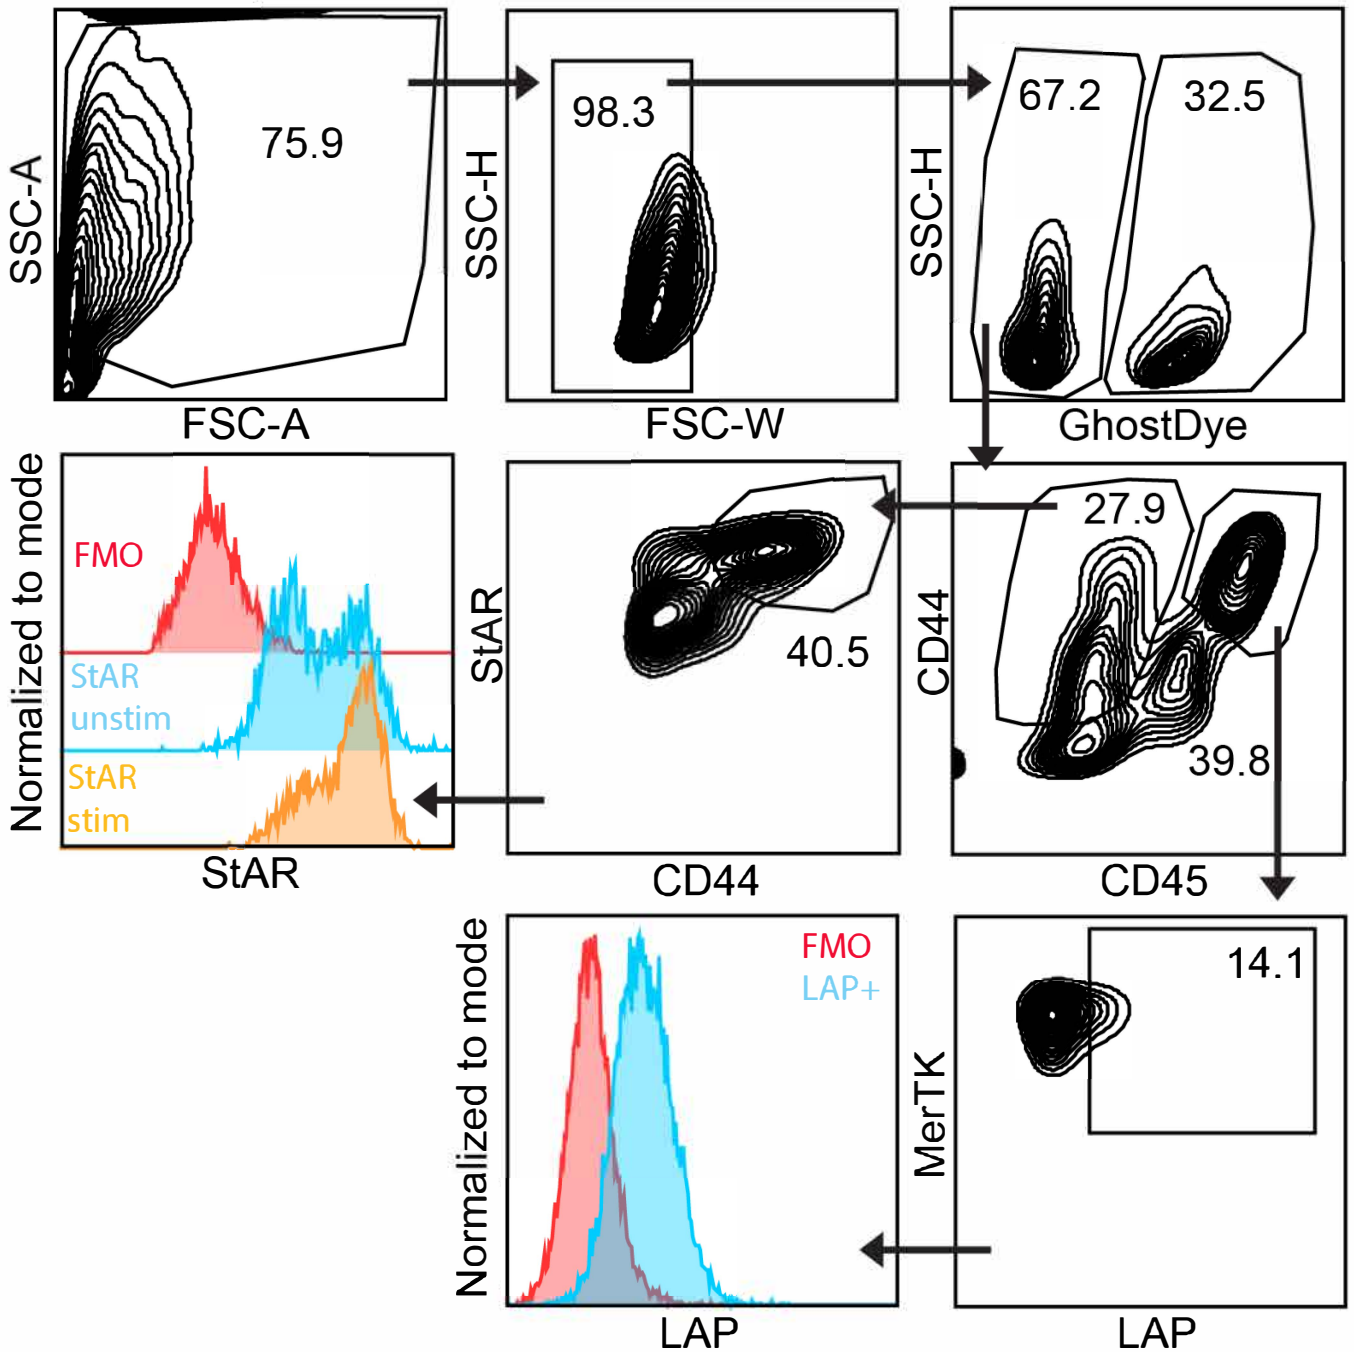 SSC-A
75.9
FSC-A
SSC-H
98.3
FSC-W
SSC-H
67.2
32.5
GhostDye
Normalized to mode
FMO
StAR
unstim
StAR
stim
StAR
StAR
40.5
CD44
CD44
27.9
39.8
CD45
Normalized to mode
FMO
LAP+
LAP
MerTK
14.1
LAP